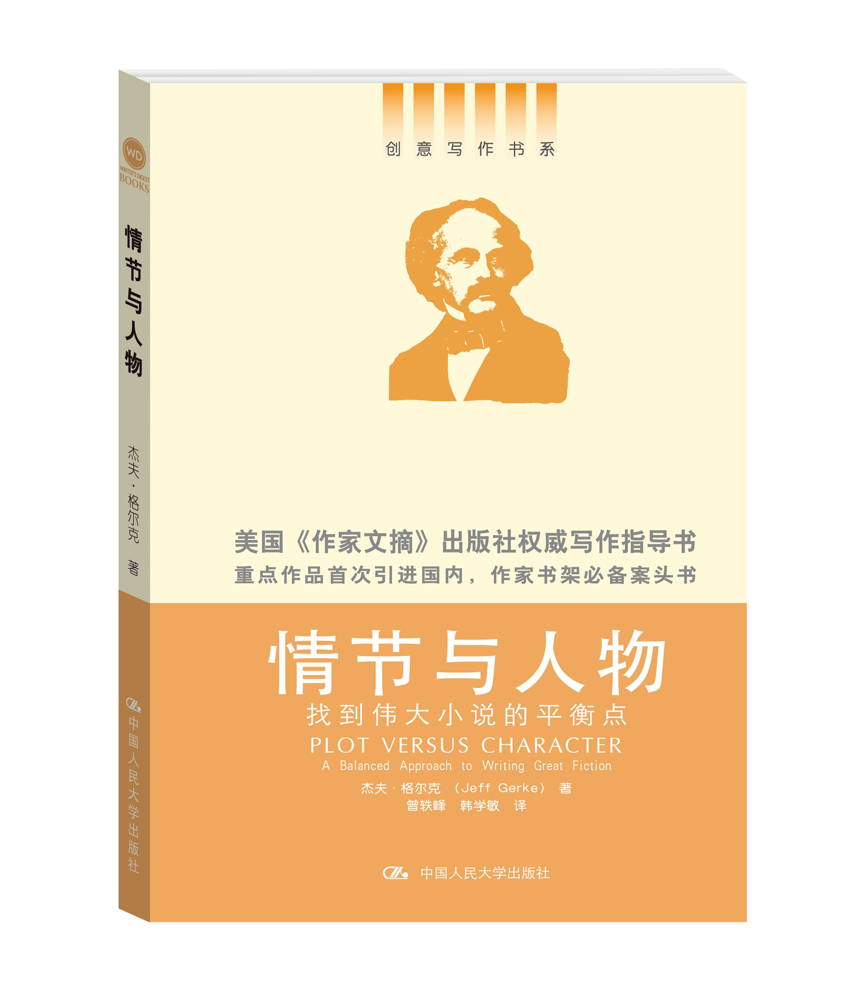 创意写作书系
美国《作家文摘》出版社权威写作指导书
重点作品首次引进国内，作家书架必备案头书
情节与人物
找到伟大小说的平衡点
PLOT VERSUS CHARACTER
A Balanced Approach to Writing Great Fiction
杰夫·格尔克 （Jeff Gerke） 著
曾轶峰 韩学敏 译
中国人民大学出版社
WD
WRITER'S DIGEST
BOOKS
情节与人物
杰夫·格尔克 著
中国人民大学出版社